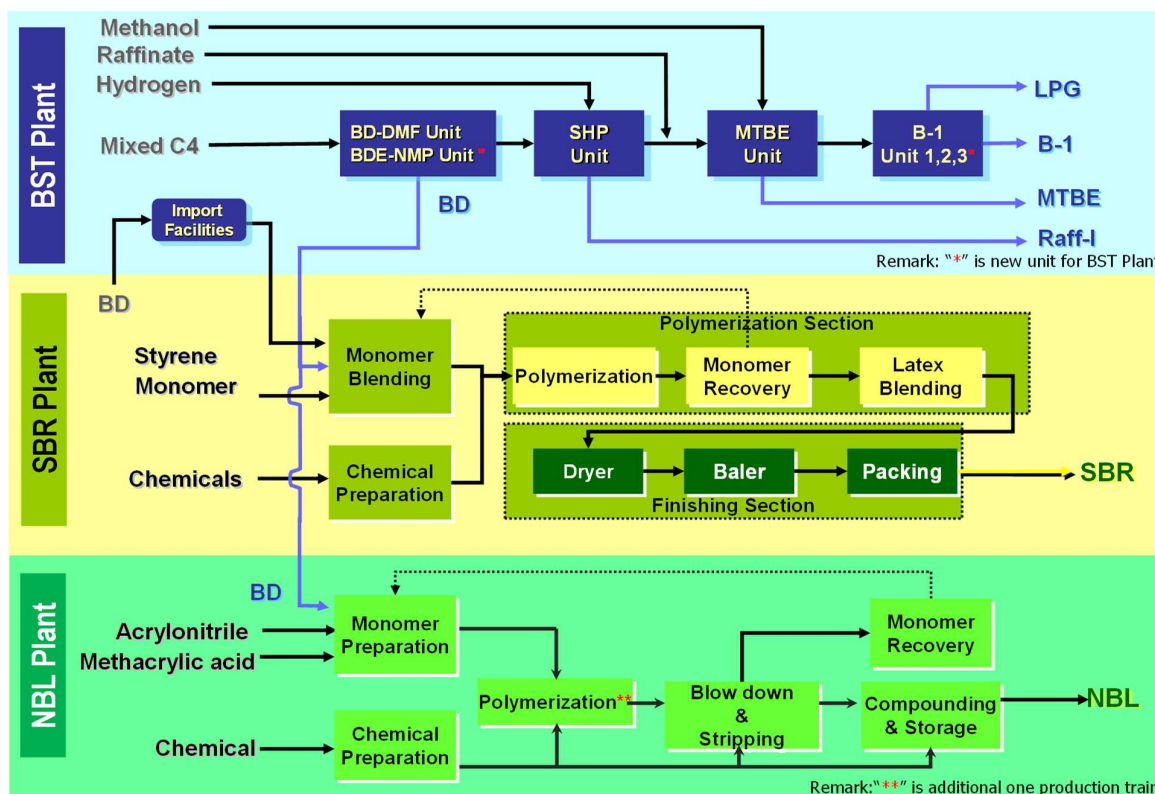 BST Plant
Methanol
Raffinate
Hydrogen
Mixed C4
BD-DMF Unit
BDE-NMP Unit*
SHP
Unit
MTBE
Unit
B-1
Unit 1,2,3*
LPG
B-1
MTBE
Raff-I
BD
Import
Facilities
BD
Remark: "*" is new unit for BST Plant
SBR Plant
Styrene
Monomer
Chemicals
Monomer
Blending
Chemical
Preparation
Polymerization Section
Polymerization
Monomer
Recovery
Latex
Blending
Dryer
Baler
Packing
Finishing Section
SBR
NBL Plant
BD
Acrylonitrile
Methacrylic acid
Chemical
Monomer
Preparation
Chemical
Preparation
Polymerization**
Blow down
&
Stripping
Monomer
Recovery
Compounding
& Storage
NBL
Remark:"**" is additional one production train